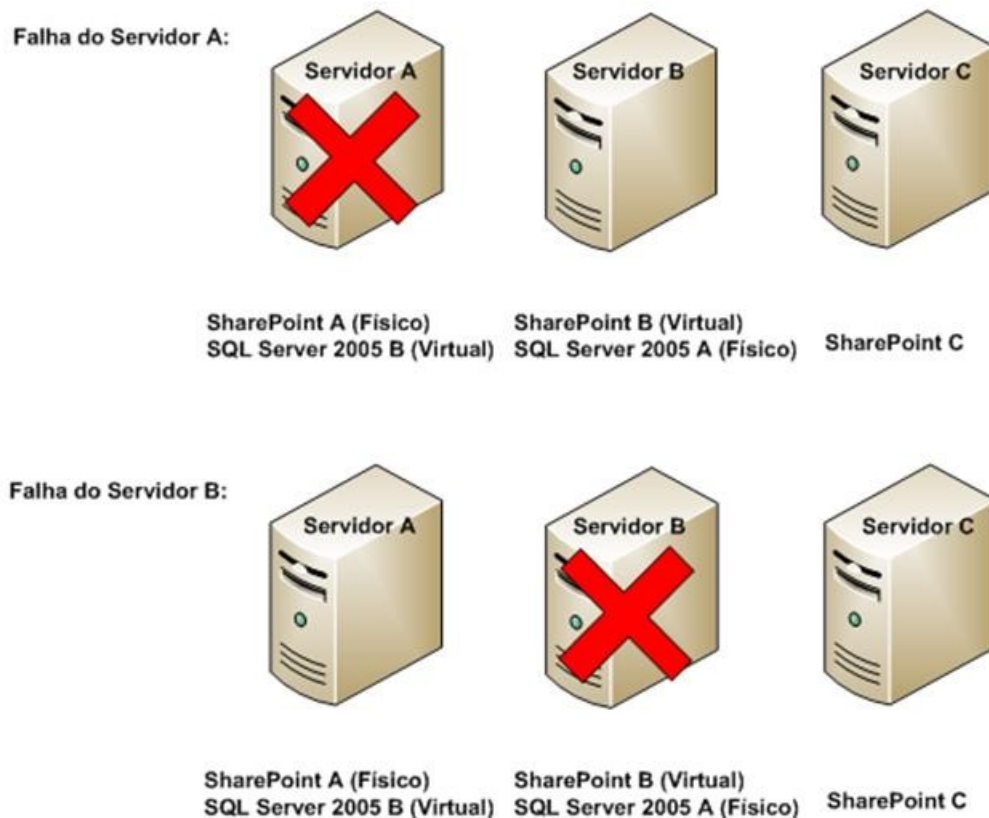 Falha do Servidor A:
Servidor A
Servidor B
Servidor C
SharePoint A (Físico)
SQL Server 2005 B (Virtual)
SharePoint B (Virtual)
SQL Server 2005 A (Físico)
SharePoint C
Falha do Servidor B:
Servidor A
Servidor B
Servidor C
SharePoint A (Físico)
SQL Server 2005 B (Virtual)
SharePoint B (Virtual)
SQL Server 2005 A (Físico)
SharePoint C